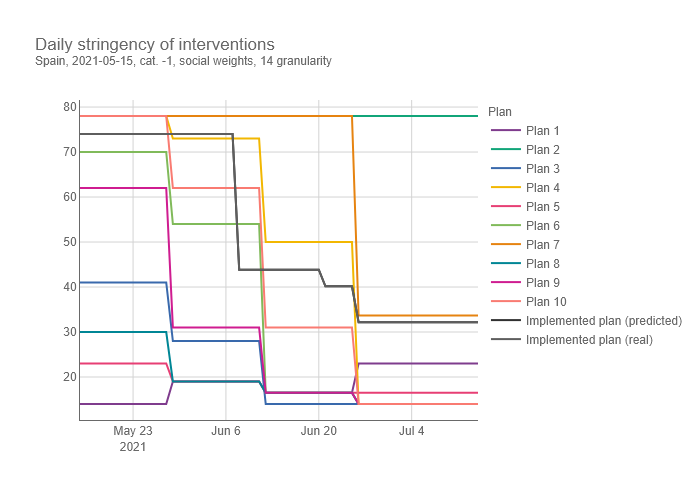 Daily stringency of interventions
Spain, 2021-05-15, cat. -1, social weights, 14 granularity
80
70
60
50
40
30
20
May 23
2021
Jun 6
Jun 20
Jul 4
Plan
Plan 1
Plan 2
Plan 3
Plan 4
Plan 5
Plan 6
Plan 7
Plan 8
Plan 9
Plan 10
Implemented plan (predicted)
Implemented plan (real)